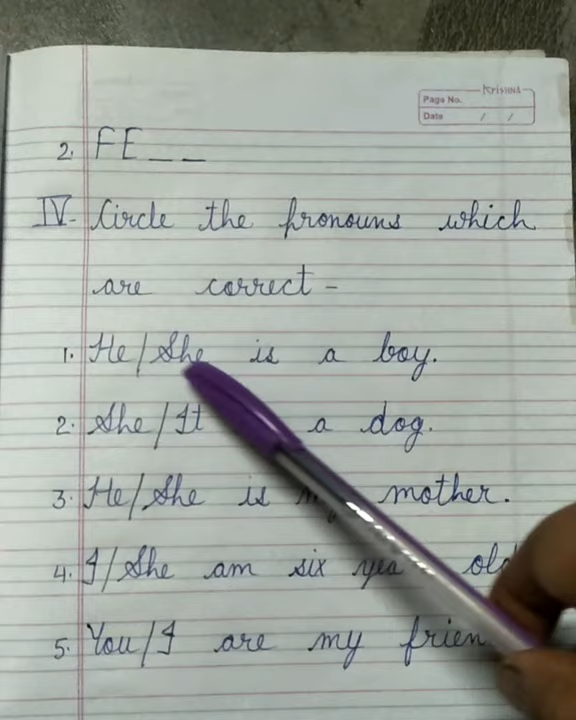 Krishna
Page No.
Date / /
2. FE _ _
IV. Circle the pronouns which
are correct -
1. He/She is a boy.
2. She/It a dog.
3. He/She is mother.
4. I/She am six old
5. You/I are my